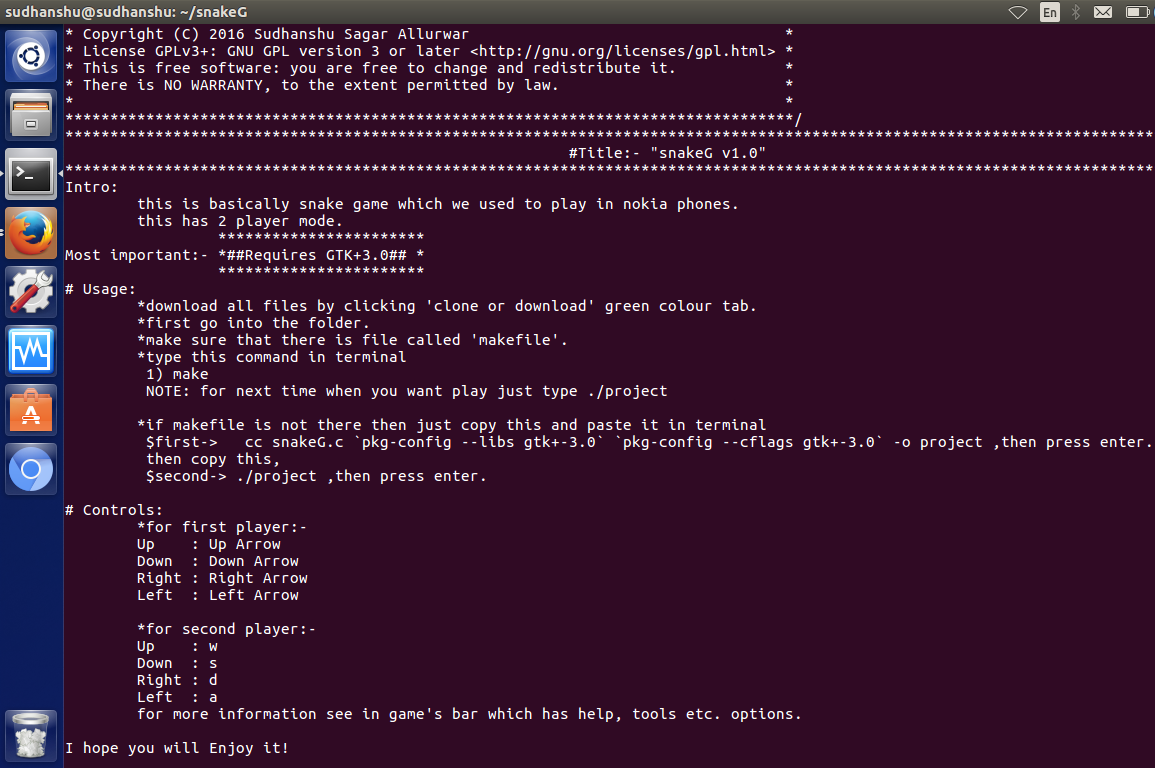 sudhanshu@sudhanshu: ~/snakeG
En
* Copyright (C) 2016 Sudhanshu Sagar Allurwar *
* License GPLv3+: GNU GPL version 3 or later <http://gnu.org/licenses/gpl.html> *
* This is free software: you are free to change and redistribute it. *
* There is NO WARRANTY, to the extent permitted by law. *
* *
*********************************************************************************/
*************************************************************************************************************************
#Title:- "snakeG v1.0"
*************************************************************************************************************************
Intro:
this is basically snake game which we used to play in nokia phones.
this has 2 player mode.
***********************
Most important:- *##Requires GTK+3.0## *
***********************
# Usage:
*download all files by clicking 'clone or download' green colour tab.
*first go into the folder.
*make sure that there is file called 'makefile'.
*type this command in terminal
1) make
NOTE: for next time when you want play just type ./project
*if makefile is not there then just copy this and paste it in terminal
$first-> cc snakeG.c `pkg-config --libs gtk+-3.0` `pkg-config --cflags gtk+-3.0` -o project ,then press enter.
then copy this,
$second-> ./project ,then press enter.
# Controls:
*for first player:-
Up : Up Arrow
Down : Down Arrow
Right : Right Arrow
Left : Left Arrow
*for second player:-
Up : w
Down : s
Right : d
Left : a
for more information see in game's bar which has help, tools etc. options.
I hope you will Enjoy it!